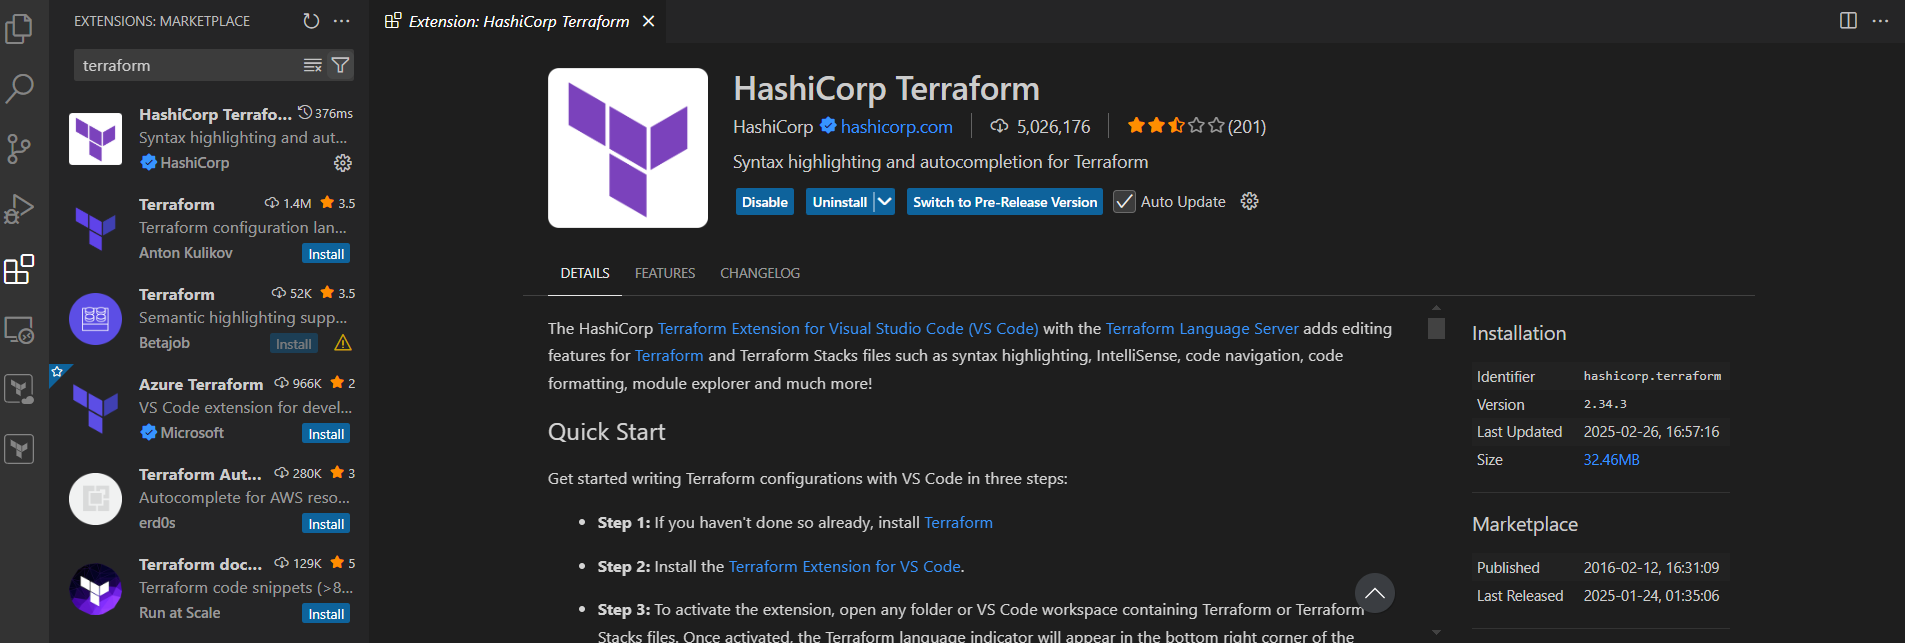 EXTENSIONS: MARKETPLACE
terraform
HashiCorp Terrafo... 376ms
Syntax highlighting and aut...
HashiCorp
Terraform 1.4M 3.5
Terraform configuration lan...
Anton Kulikov Install
Terraform 52K 3.5
Semantic highlighting supp...
Betajob Install
Azure Terraform 966K 2
VS Code extension for devel...
Microsoft Install
Terraform Aut... 280K 3
Autocomplete for AWS reso...
erd0s Install
Terraform doc... 129K 5
Terraform code snippets (>8...
Run at Scale Install
Extension: HashiCorp Terraform
HashiCorp Terraform
HashiCorp hashicorp.com 5,026,176 (201)
Syntax highlighting and autocompletion for Terraform
Disable Uninstall Switch to Pre-Release Version Auto Update
DETAILS FEATURES CHANGELOG
The HashiCorp Terraform Extension for Visual Studio Code (VS Code) with the Terraform Language Server adds editing
features for Terraform and Terraform Stacks files such as syntax highlighting, IntelliSense, code navigation, code
formatting, module explorer and much more!
Quick Start
Get started writing Terraform configurations with VS Code in three steps:
• Step 1: If you haven't done so already, install Terraform
• Step 2: Install the Terraform Extension for VS Code.
• Step 3: To activate the extension, open any folder or VS Code workspace containing Terraform or Terraform
Stacks files. Once activated, the Terraform language indicator will appear in the bottom right corner of the
Installation
Identifier hashicorp.terraform
Version 2.34.3
Last Updated 2025-02-26, 16:57:16
Size 32.46MB
Marketplace
Published 2016-02-12, 16:31:09
Last Released 2025-01-24, 01:35:06